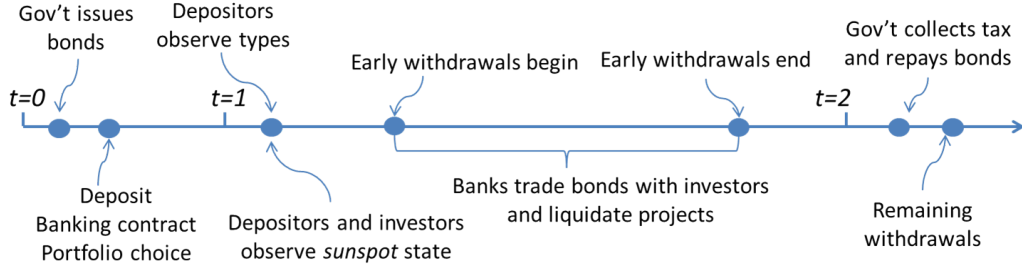 Gov't issues
bonds
Depositors
observe types
Early withdrawals begin
Early withdrawals end
Gov't collects tax
and repays bonds
t=0
t=1
t=2
Deposit
Banking contract
Portfolio choice
Depositors and investors
observe sunspot state
Banks trade bonds with investors
and liquidate projects
Remaining
withdrawals